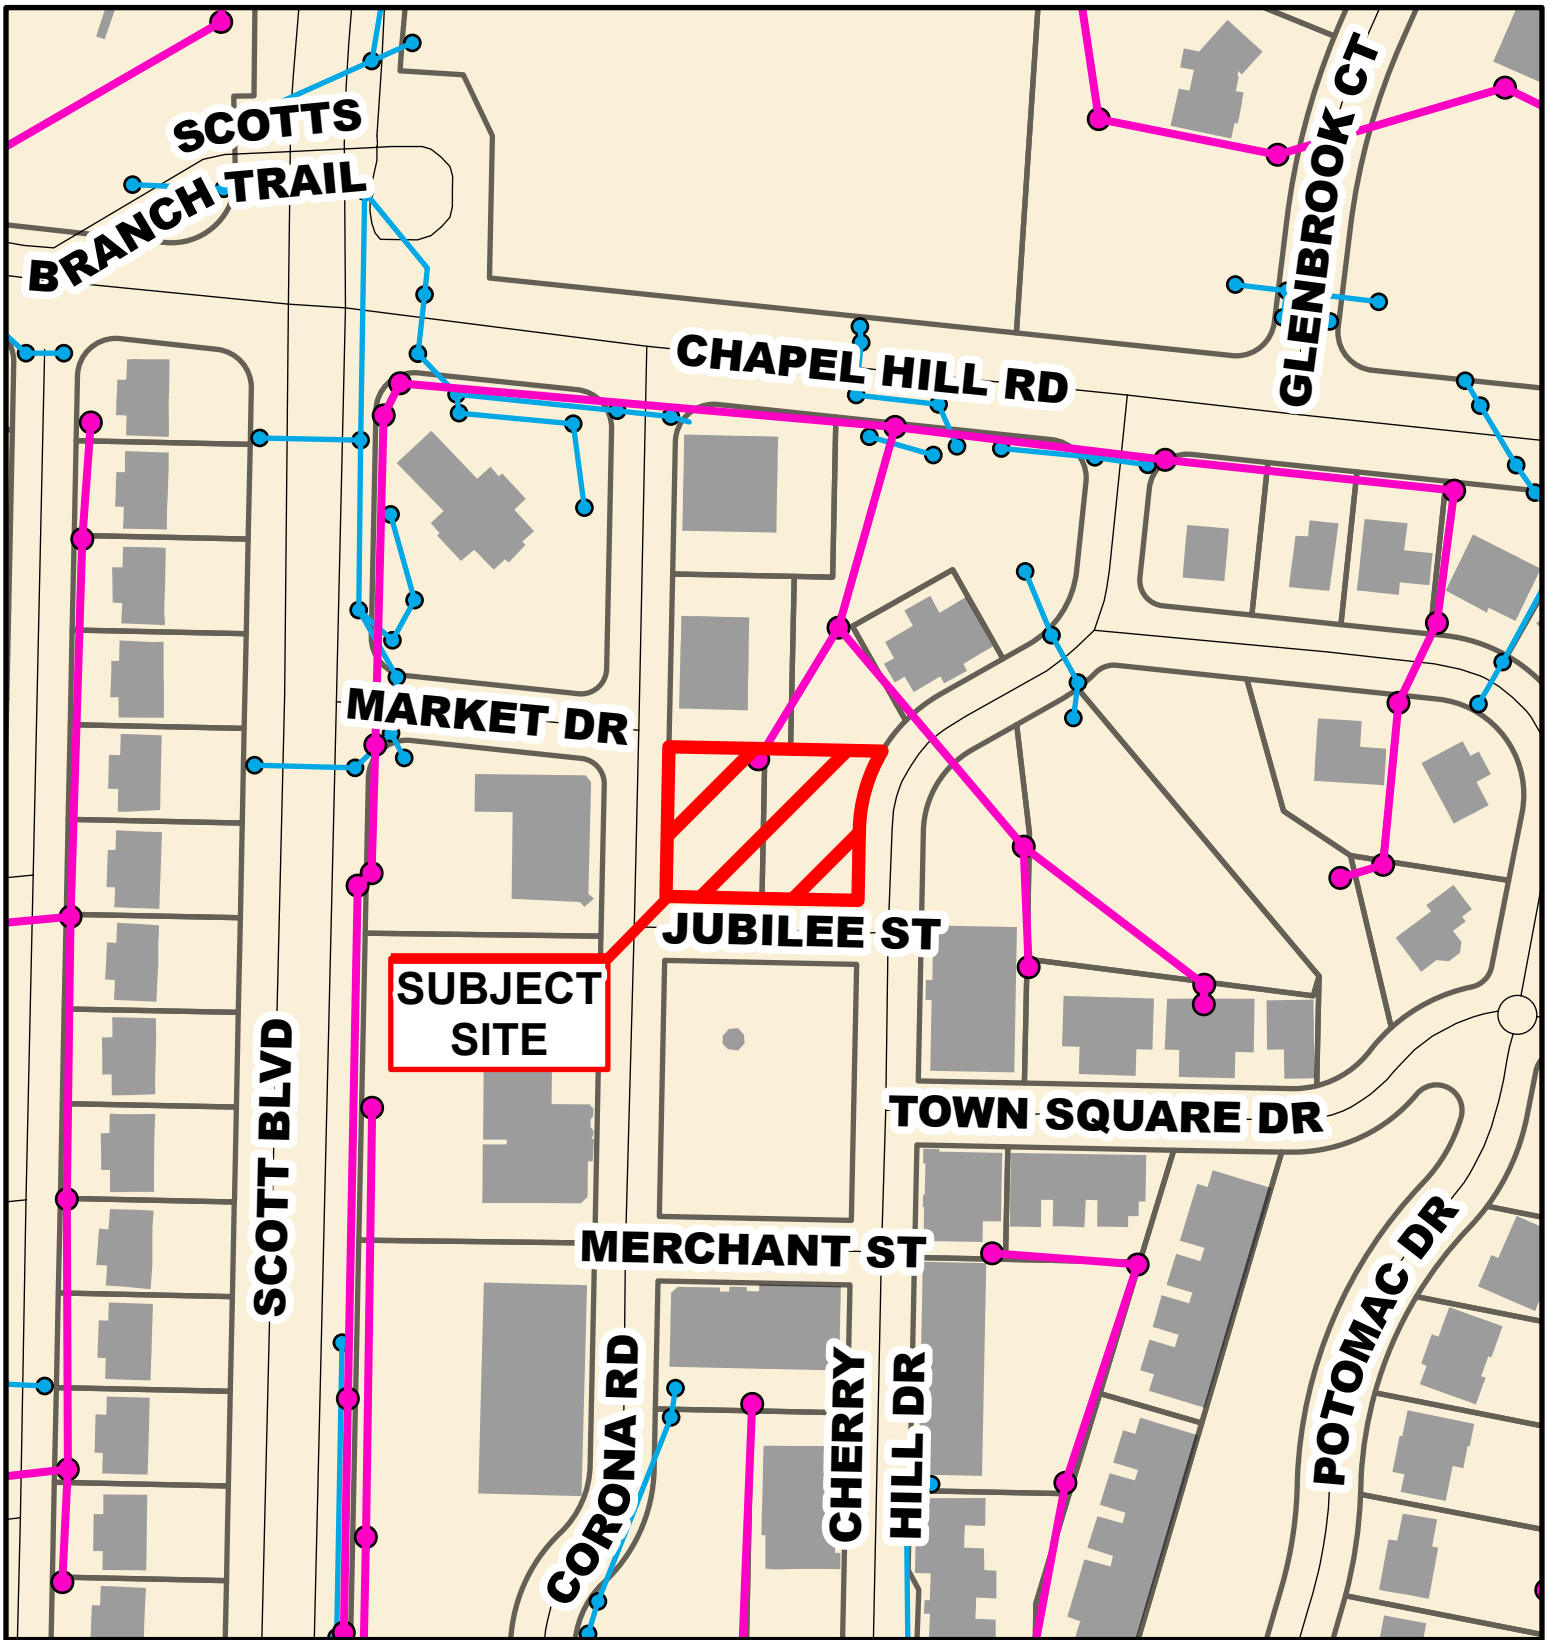 SCOTTS
BRANCH TRAIL
GLENBROOK CT
CHAPEL HILL RD
MARKET DR
JUBILEE ST
SUBJECT
SITE
SCOTT BLVD
TOWN SQUARE DR
MERCHANT ST
POTOMAC DR
CORONA RD
CHERRY
HILL DR